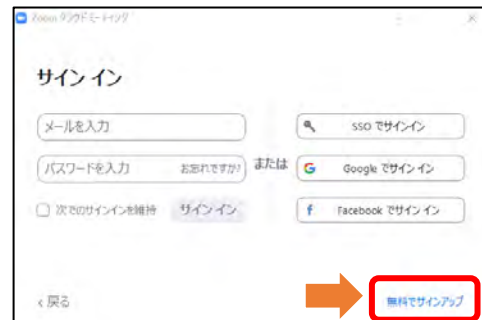 Zoom クラウド ミーティング
サイン イン
メールを入力
パスワードを入力
お忘れですか?
次でのサインインを維持
サイン イン
または
SSO でサインイン
Google でサイン イン
Facebook でサイン イン
< 戻る
無料でサインアップ